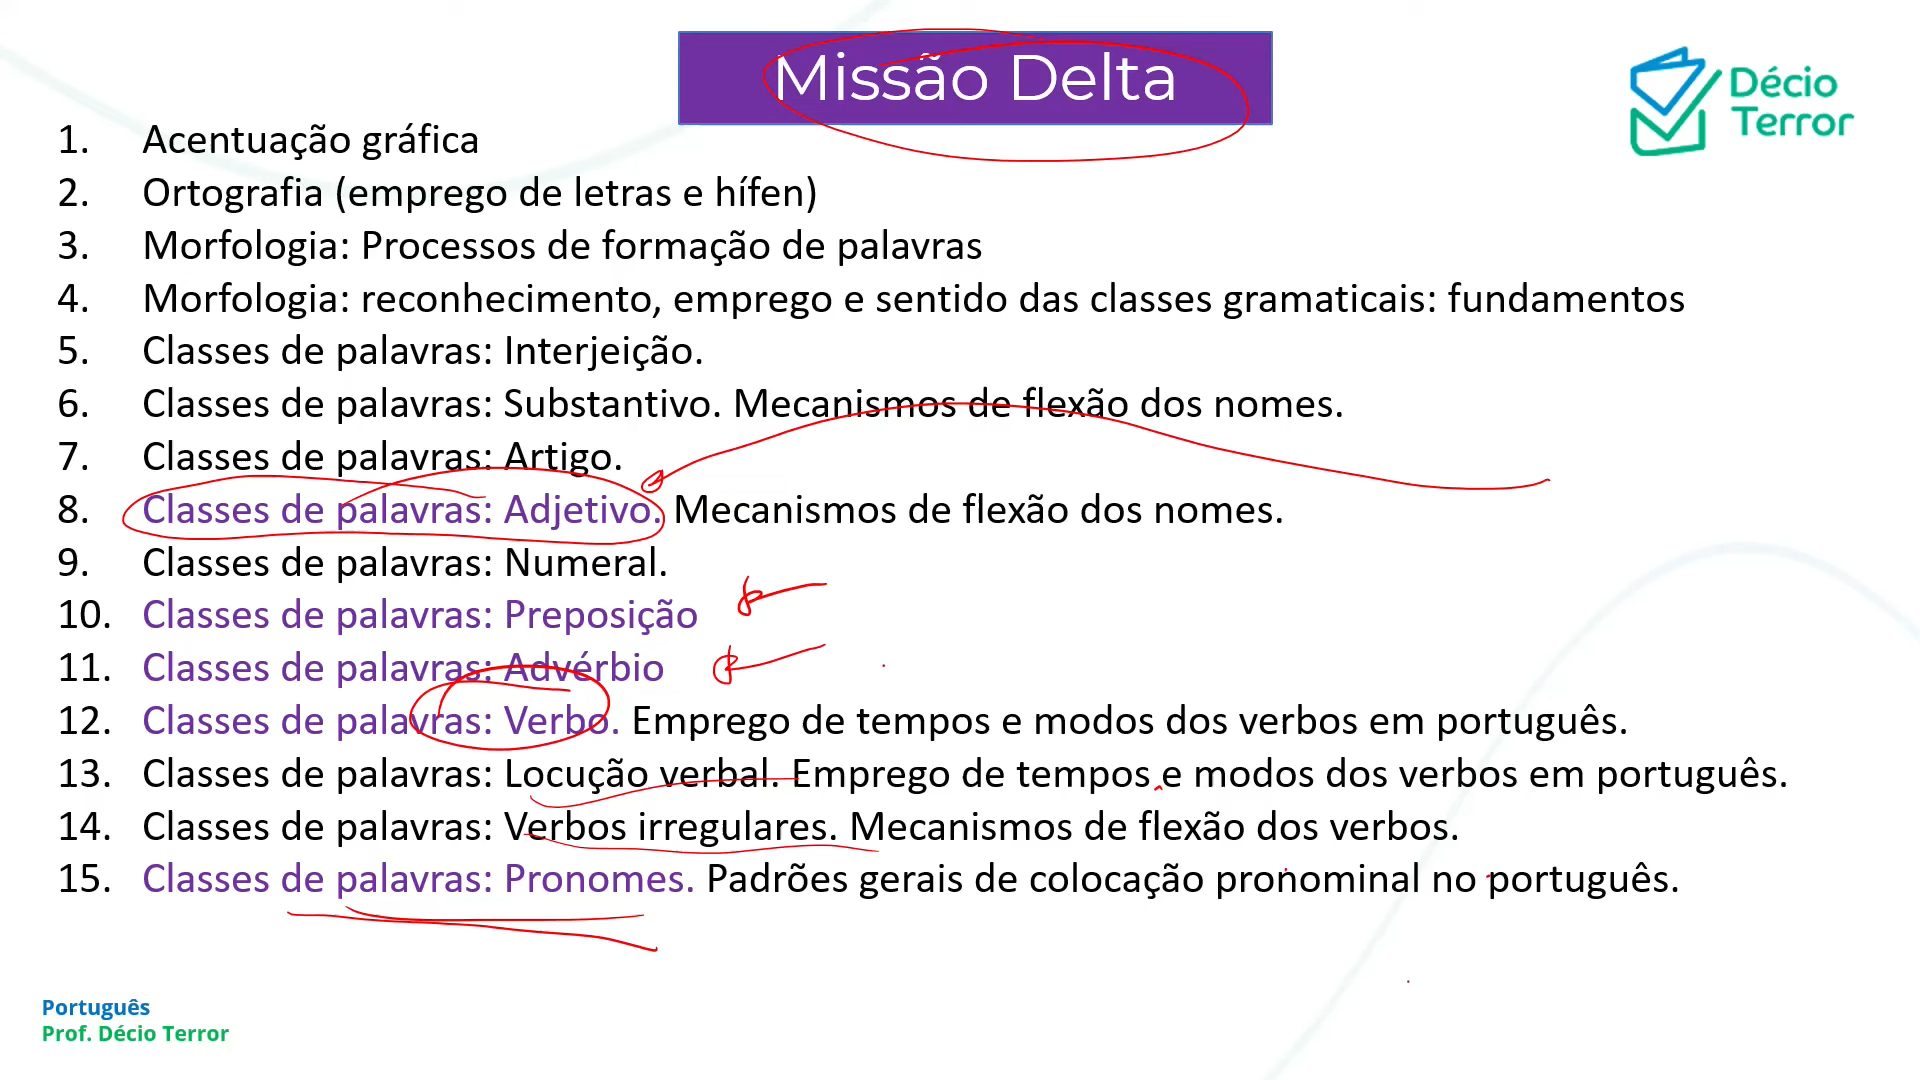 Missão Delta
Décio
Terror
1. Acentuação gráfica
2. Ortografia (emprego de letras e hífen)
3. Morfologia: Processos de formação de palavras
4. Morfologia: reconhecimento, emprego e sentido das classes gramaticais: fundamentos
5. Classes de palavras: Interjeição.
6. Classes de palavras: Substantivo. Mecanismos de flexão dos nomes.
7. Classes de palavras: Artigo.
8. Classes de palavras: Adjetivo. Mecanismos de flexão dos nomes.
9. Classes de palavras: Numeral.
10. Classes de palavras: Preposição
11. Classes de palavras: Advérbio
12. Classes de palavras: Verbo. Emprego de tempos e modos dos verbos em português.
13. Classes de palavras: Locução verbal. Emprego de tempos e modos dos verbos em português.
14. Classes de palavras: Verbos irregulares. Mecanismos de flexão dos verbos.
15. Classes de palavras: Pronomes. Padrões gerais de colocação pronominal no português.
Português
Prof. Décio Terror